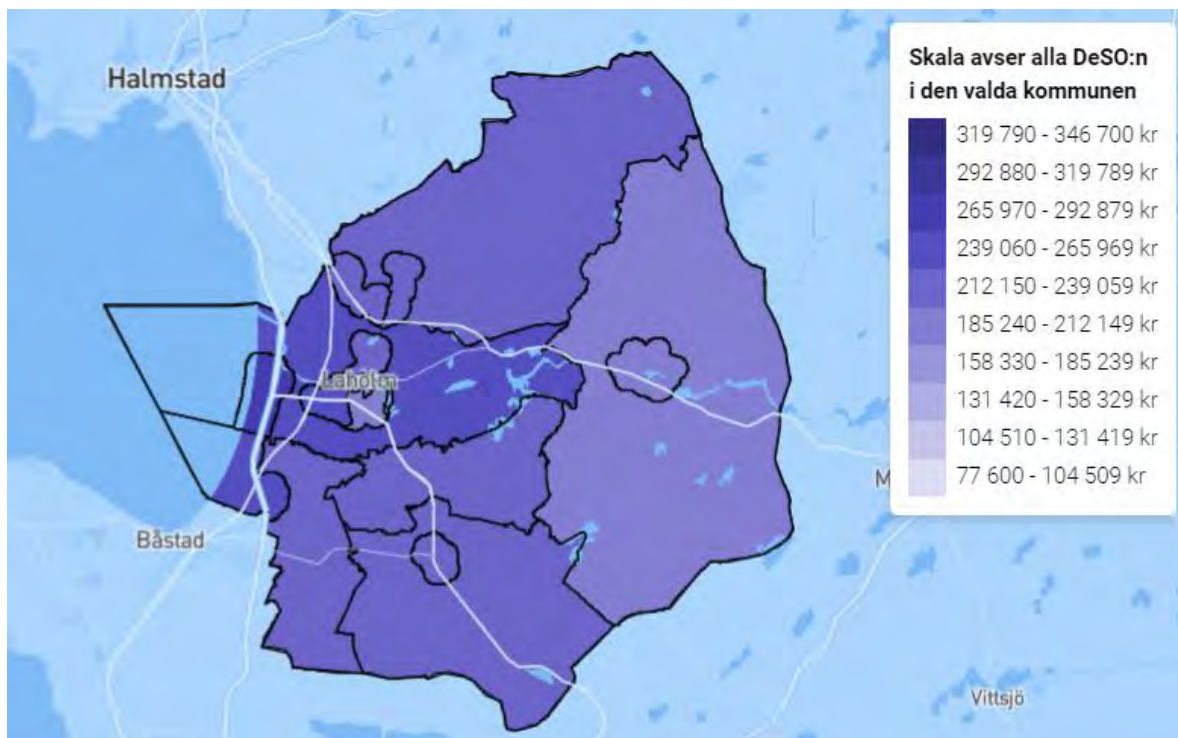 Halmstad
Laholm
Båstad
M
Vittsjö
Skala avser alla DeSO:n
i den valda kommunen
319 790 - 346 700 kr
292 880 - 319 789 kr
265 970 - 292 879 kr
239 060 - 265 969 kr
212 150 - 239 059 kr
185 240 - 212 149 kr
158 330 - 185 239 kr
131 420 - 158 329 kr
104 510 - 131 419 kr
77 600 - 104 509 kr